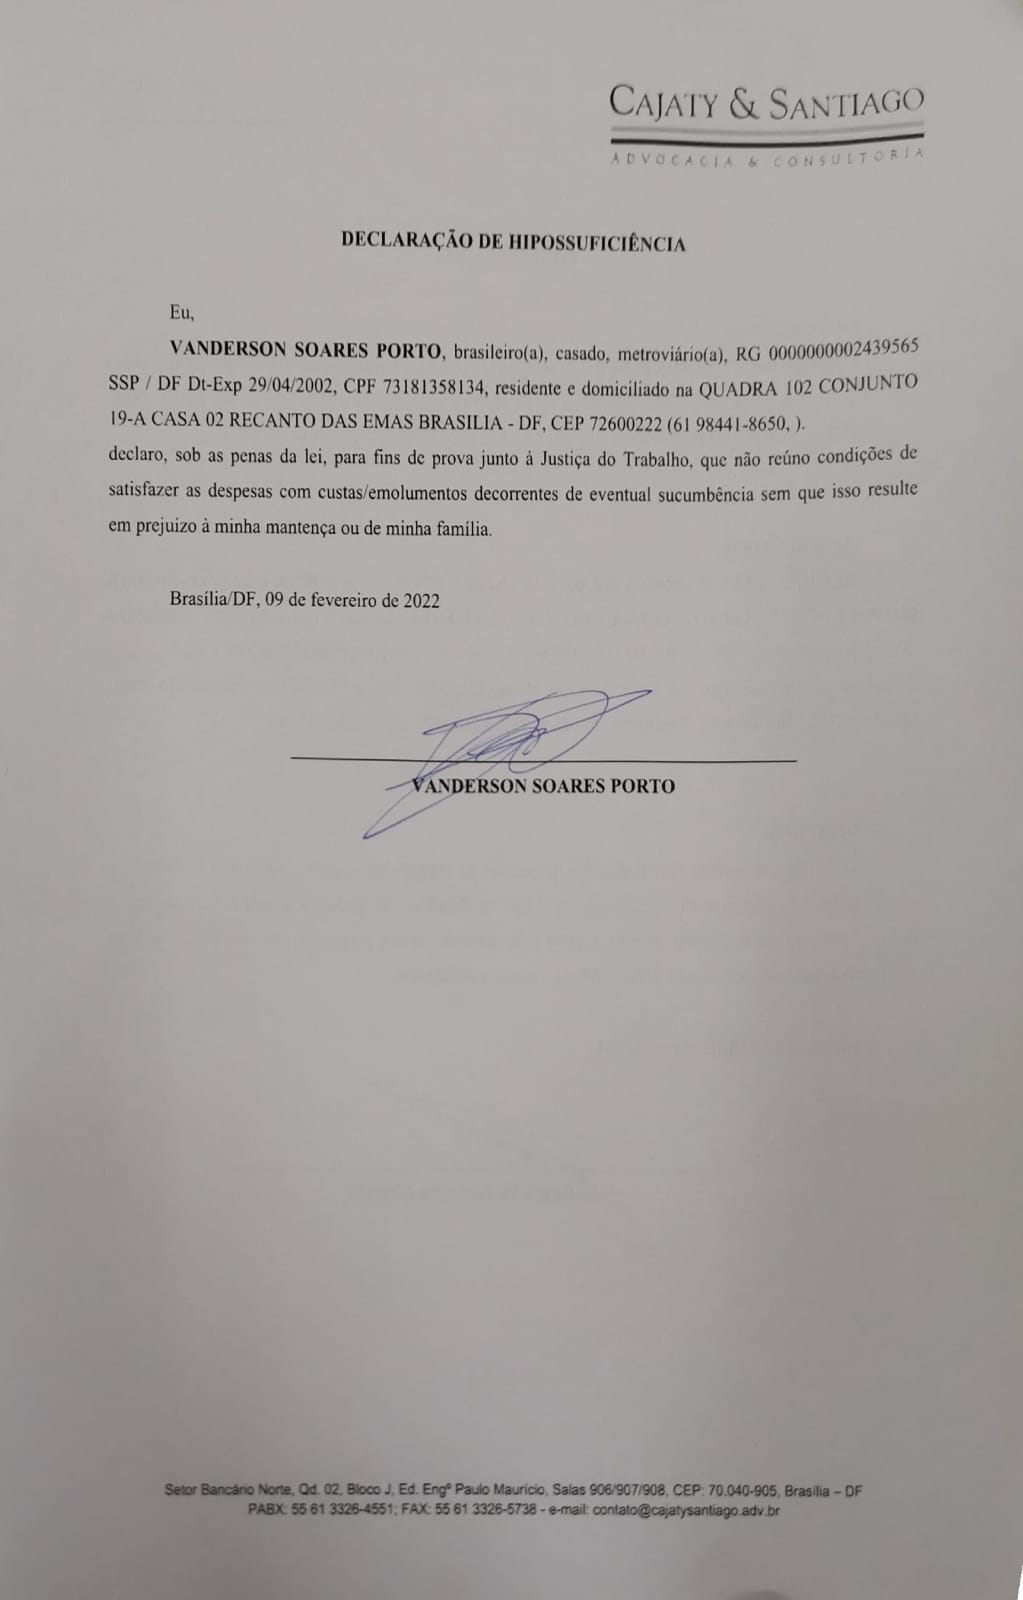 CAJATY & SANTIAGO
ADVOCACIA & CONSULTORIA
DECLARAÇÃO DE HIPOSSUFICIÊNCIA
Eu,
VANDERSON SOARES PORTO, brasileiro(a), casado, metroviário(a), RG 0000000002439565
SSP / DF Dt-Exp 29/04/2002, CPF 73181358134, residente e domiciliado na QUADRA 102 CONJUNTO
19-A CASA 02 RECANTO DAS EMAS BRASILIA - DF, CEP 72600222 (61 98441-8650, ).
declaro, sob as penas da lei, para fins de prova junto à Justiça do Trabalho, que não reúno condições de
satisfazer as despesas com custas/emolumentos decorrentes de eventual sucumbência sem que isso resulte
em prejuízo à minha mantença ou de minha família.
Brasília/DF, 09 de fevereiro de 2022
VANDERSON SOARES PORTO
Setor Bancário Norte, Qd. 02, Bloco J, Ed. Engº Paulo Maurício, Salas 906/907/908, CEP: 70.040-905, Brasília – DF
PABX: 55 61 3326-4551; FAX: 55 61 3326-5738 - e-mail: contato@cajatysantiago.adv.br